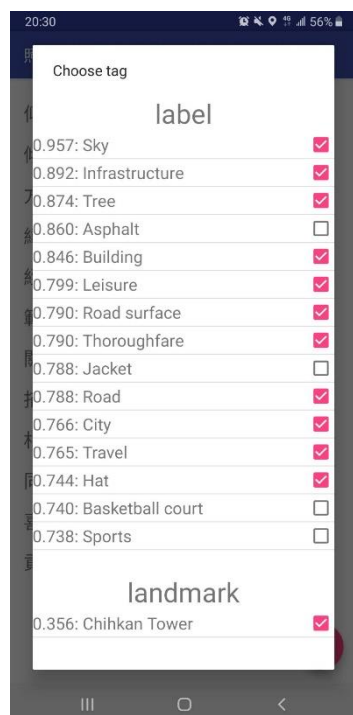 20:30
56%
Choose tag
label
0.957: Sky
0.892: Infrastructure
0.874: Tree
0.860: Asphalt
0.846: Building
0.799: Leisure
0.790: Road surface
0.790: Thoroughfare
0.788: Jacket
0.788: Road
0.766: City
0.765: Travel
0.744: Hat
0.740: Basketball court
0.738: Sports
landmark
0.356: Chihkan Tower